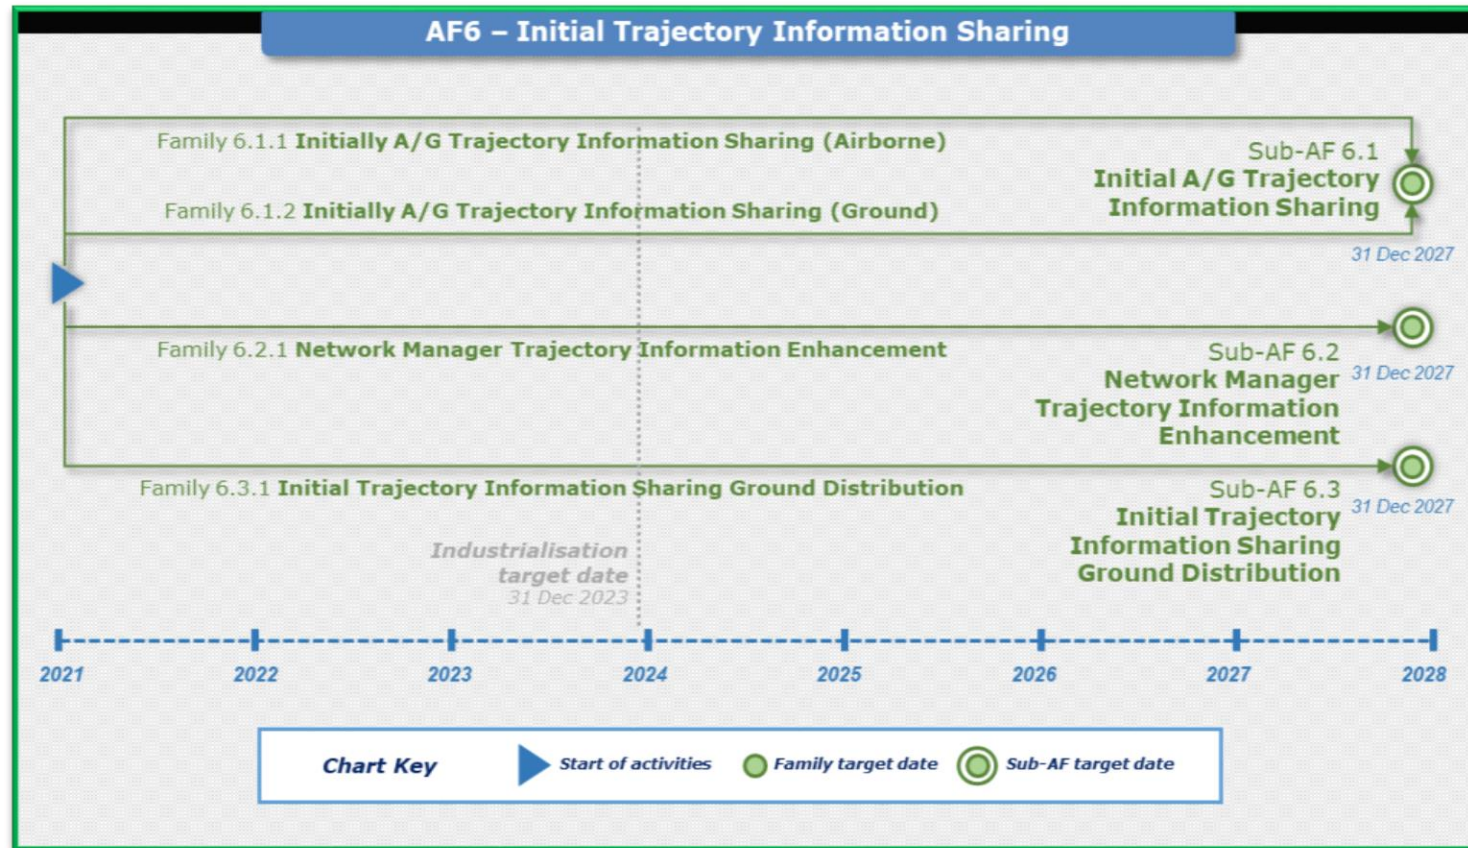 AF6 – Initial Trajectory Information Sharing
Family 6.1.1 Initially A/G Trajectory Information Sharing (Airborne)
Sub-AF 6.1
Initial A/G Trajectory
Information Sharing
Family 6.1.2 Initially A/G Trajectory Information Sharing (Ground)
31 Dec 2027
Family 6.2.1 Network Manager Trajectory Information Enhancement
Sub-AF 6.2
Network Manager
Trajectory Information
Enhancement
31 Dec 2027
Family 6.3.1 Initial Trajectory Information Sharing Ground Distribution
Sub-AF 6.3
Initial Trajectory
Information Sharing
Ground Distribution
31 Dec 2027
Industrialisation
target date
31 Dec 2023
2021 2022 2023 2024 2025 2026 2027 2028
Chart Key Start of activities Family target date Sub-AF target date